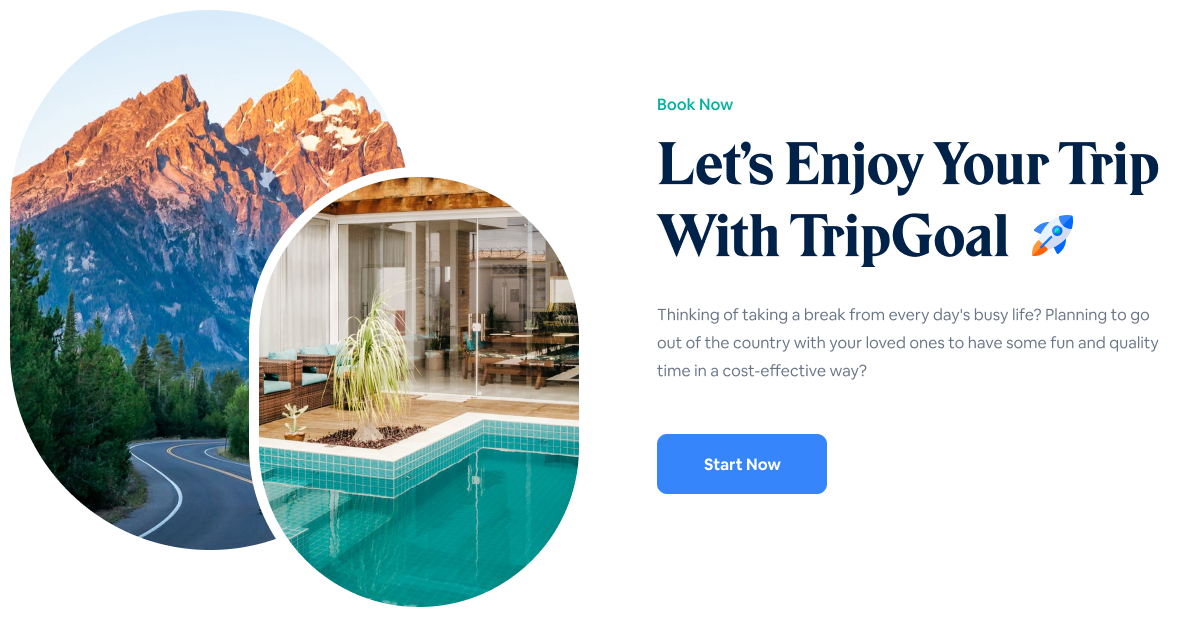 Book Now
Let’s Enjoy Your Trip
With TripGoal 🚀
Thinking of taking a break from every day's busy life? Planning to go
out of the country with your loved ones to have some fun and quality
time in a cost-effective way?
Start Now